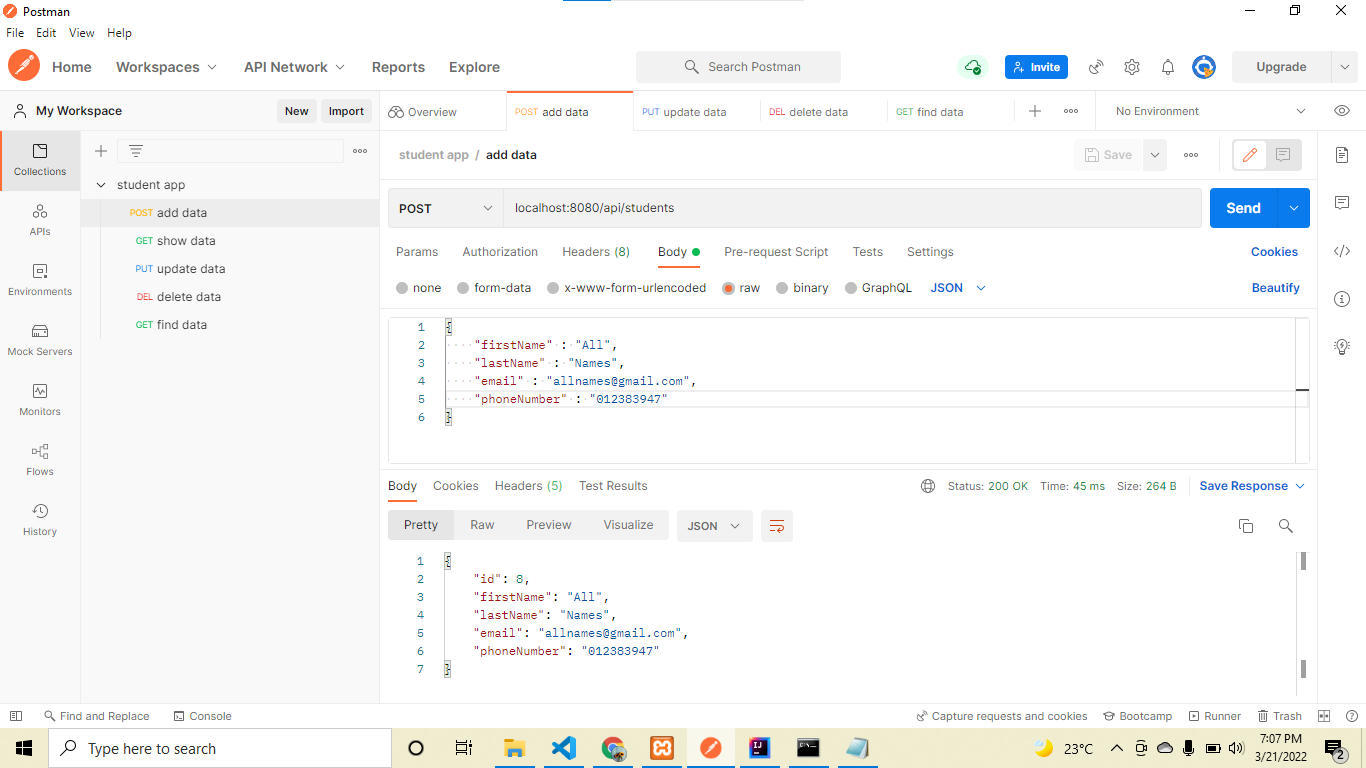 Postman
File Edit View Help
Home Workspaces API Network Reports Explore Search Postman Invite Upgrade
My Workspace New Import Overview POST add data PUT update data DEL delete data GET find data No Environment
Collections
APIs
Environments
Mock Servers
Monitors
Flows
History
student app
POST add data
GET show data
PUT update data
DEL delete data
GET find data
student app / add data Save
POST localhost:8080/api/students Send
Params Authorization Headers (8) Body Pre-request Script Tests Settings Cookies
none form-data x-www-form-urlencoded raw binary GraphQL JSON Beautify
1 {
2 "firstName" : "All",
3 "lastName" : "Names",
4 "email" : "allnames@gmail.com",
5 "phoneNumber" : "012383947"
6 }
Body Cookies Headers (5) Test Results Status: 200 OK Time: 45 ms Size: 264 B Save Response
Pretty Raw Preview Visualize JSON
1 {
2 "id": 8,
3 "firstName": "All",
4 "lastName": "Names",
5 "email": "allnames@gmail.com",
6 "phoneNumber": "012383947"
7 }
Find and Replace Console Capture requests and cookies Bootcamp Runner Trash
Type here to search 23°C 7:07 PM
3/21/2022 2